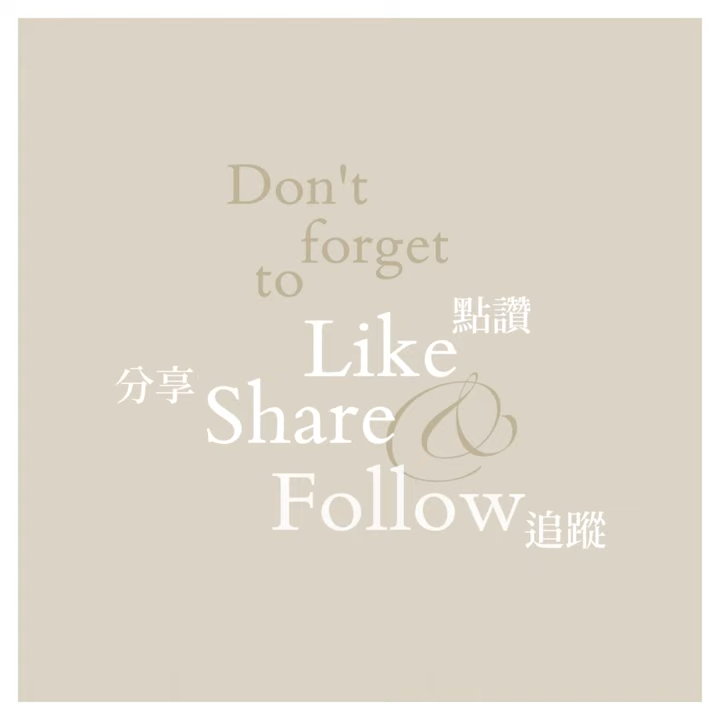 Don't
forget
to
Like 點讚
分享 Share &
Follow 追蹤